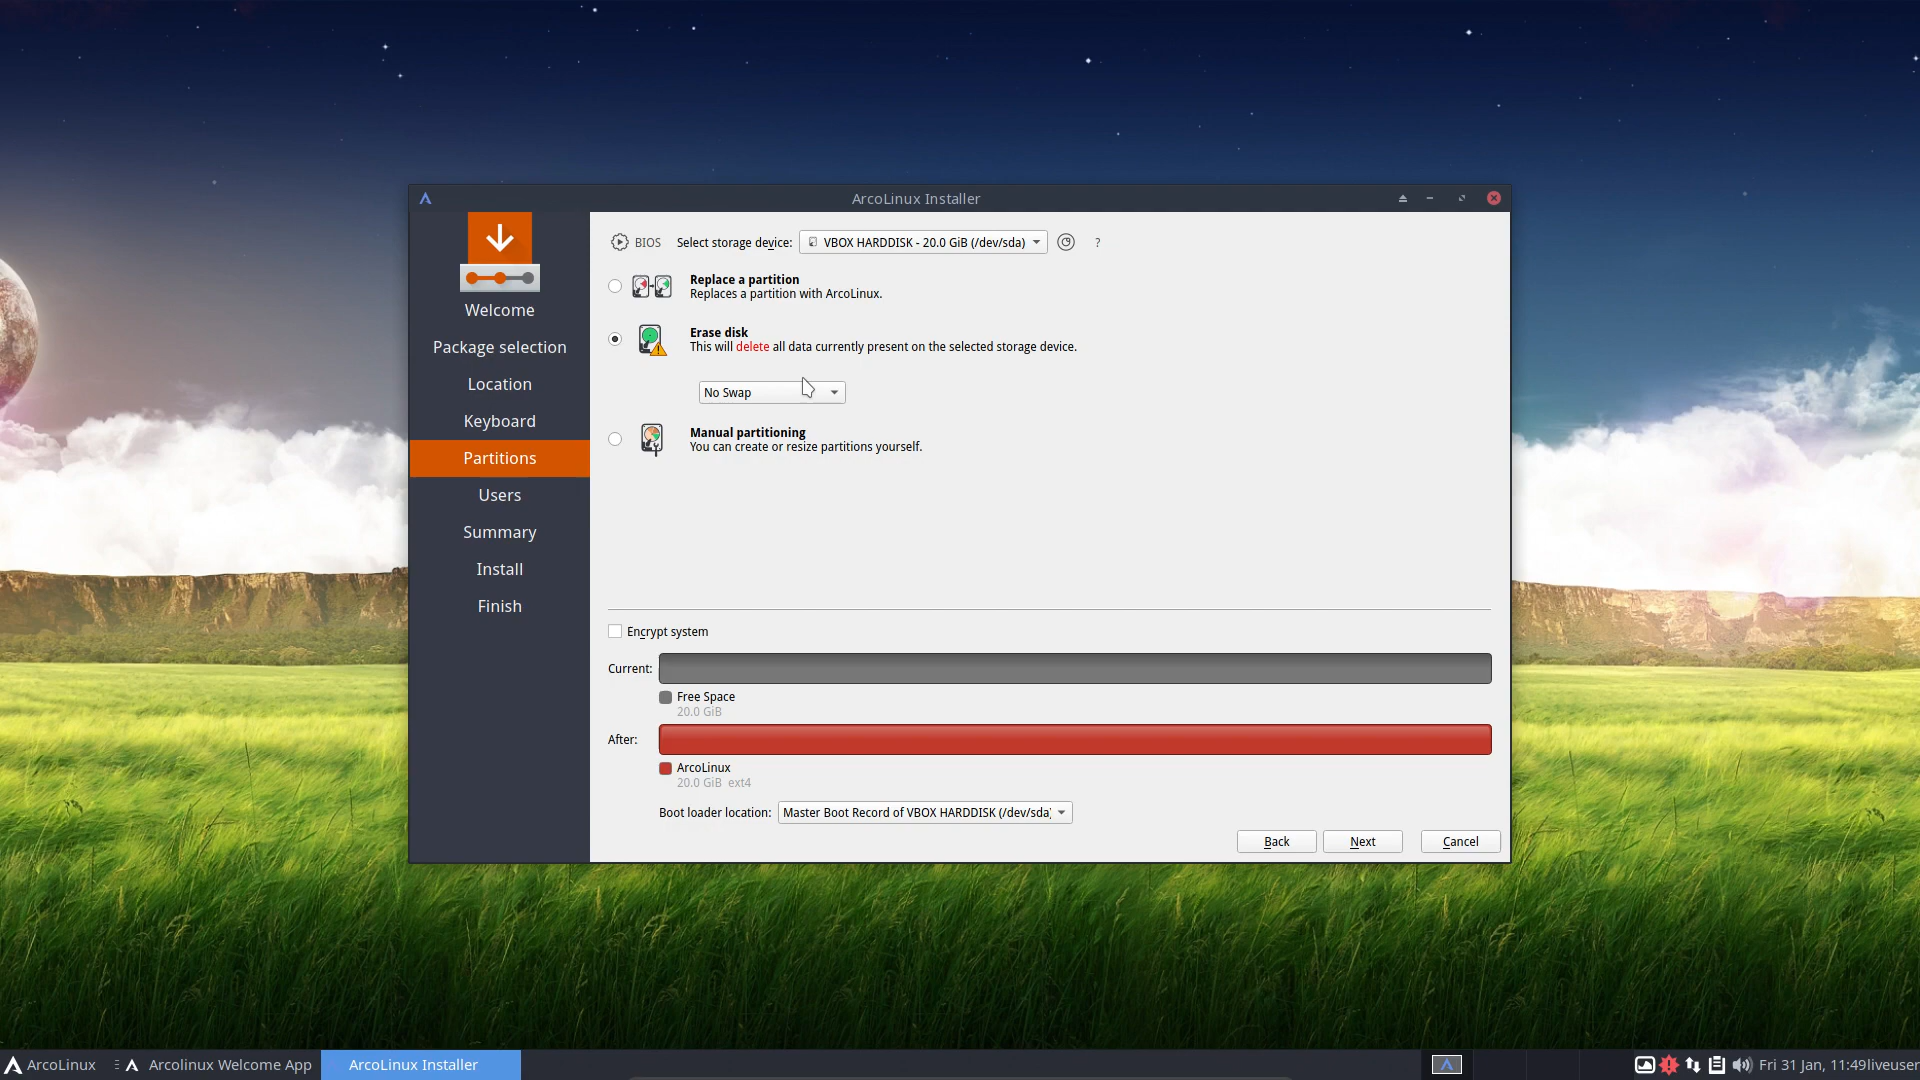 ArcoLinux Installer
BIOS Select storage device: VBOX HARDDISK - 20.0 GiB (/dev/sda) ?
Replace a partition
Replaces a partition with ArcoLinux.
Erase disk
This will delete all data currently present on the selected storage device.
No Swap
Manual partitioning
You can create or resize partitions yourself.
Welcome
Package selection
Location
Keyboard
Partitions
Users
Summary
Install
Finish
Encrypt system
Current:
Free Space
20.0 GiB
After:
ArcoLinux
20.0 GiB ext4
Boot loader location: Master Boot Record of VBOX HARDDISK (/dev/sda)
Back Next Cancel
ArcoLinux Arcolinux Welcome App ArcoLinux Installer Fri 31 Jan, 11:49liveuser